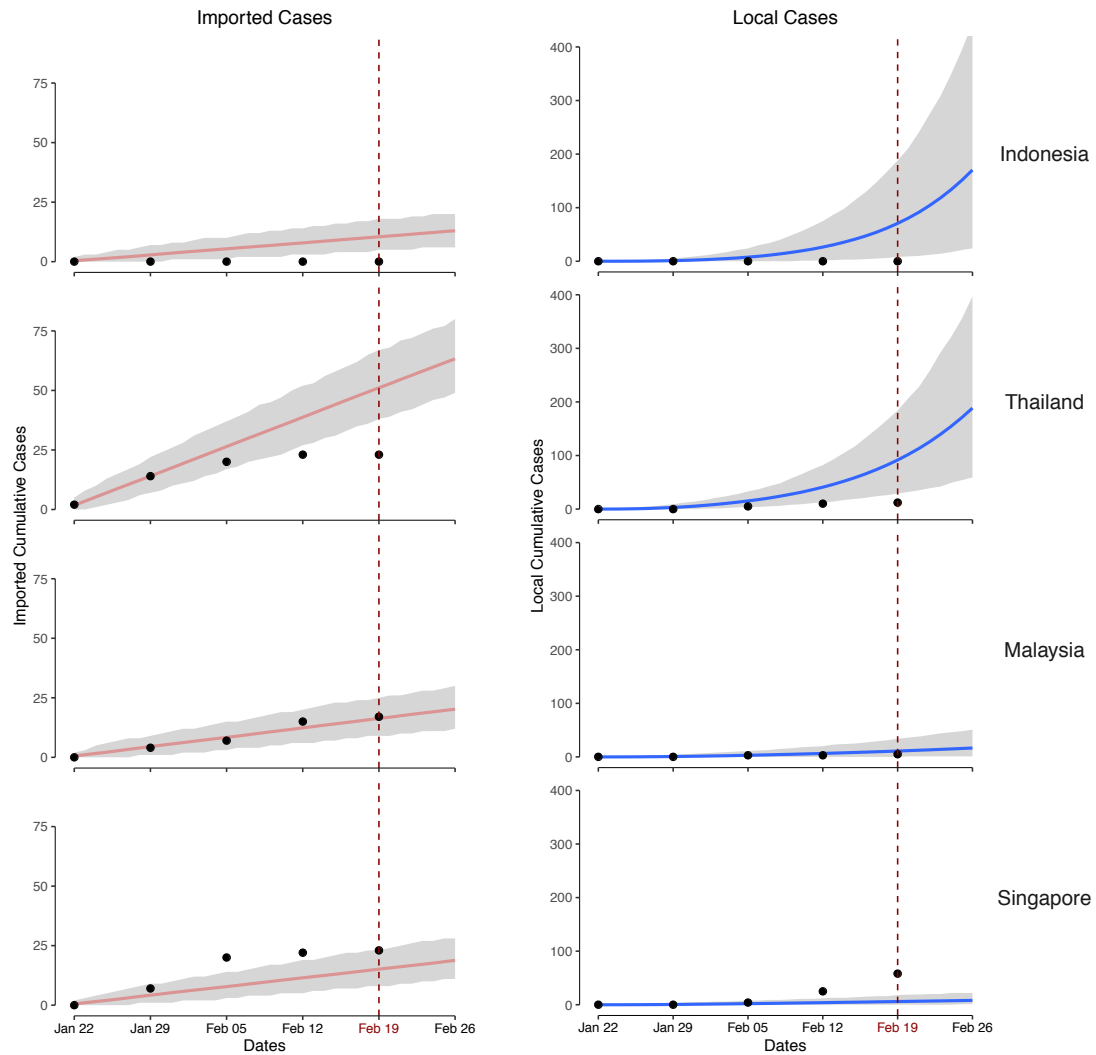 Imported Cases
Local Cases
75
50
25
0
400
300
200
100
0
Indonesia
75
50
25
0
400
300
200
100
0
Thailand
Imported Cumulative Cases
Local Cumulative Cases
75
50
25
0
400
300
200
100
0
Malaysia
75
50
25
0
400
300
200
100
0
Singapore
Jan 22
Jan 29
Feb 05
Feb 12
Feb 19
Feb 26
Jan 22
Jan 29
Feb 05
Feb 12
Feb 19
Feb 26
Dates
Dates